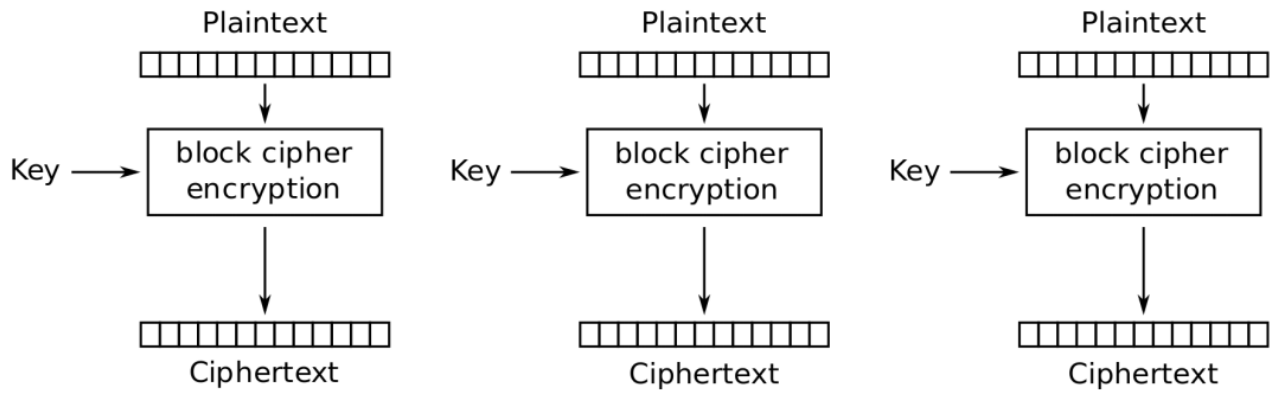 Plaintext
Plaintext
Plaintext
Key
block cipher
encryption
Key
block cipher
encryption
Key
block cipher
encryption
Ciphertext
Ciphertext
Ciphertext